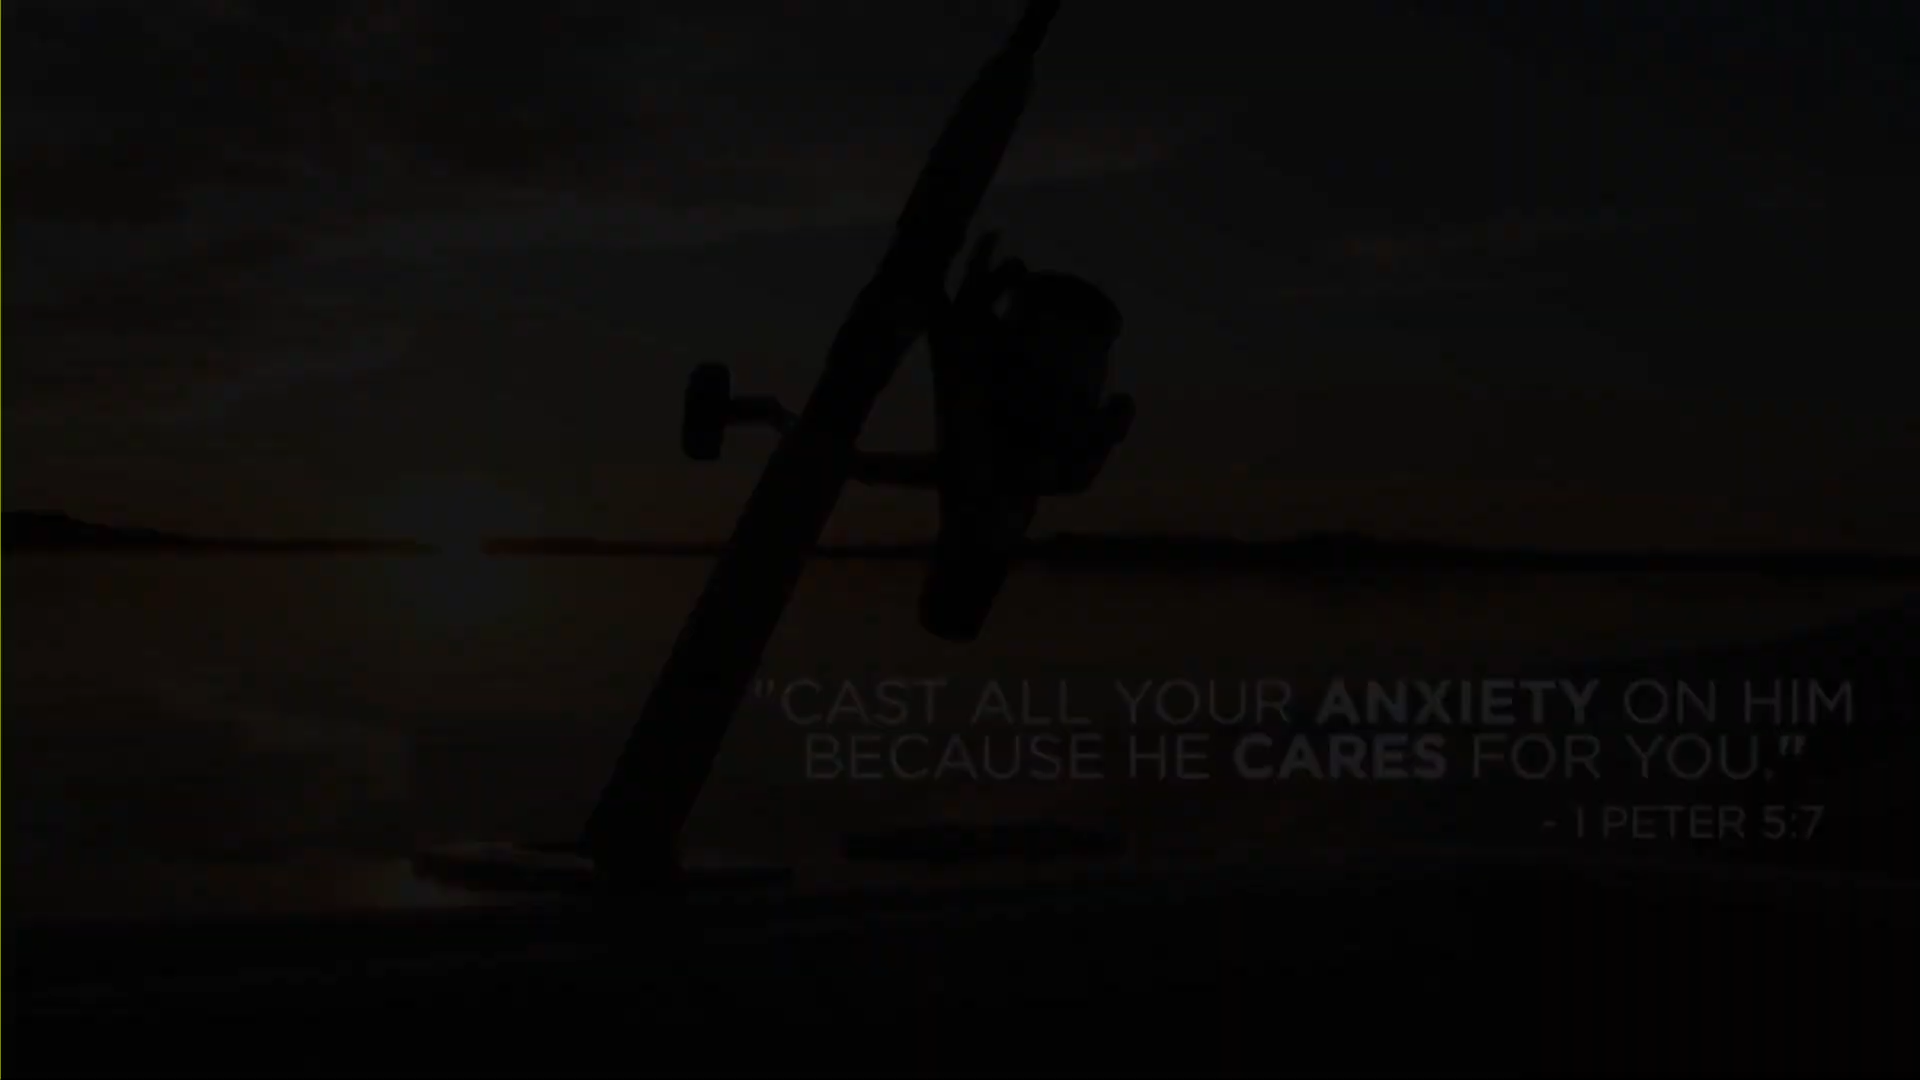 "CAST ALL YOUR ANXIETY ON HIM
BECAUSE HE CARES FOR YOU."
- I PETER 5:7